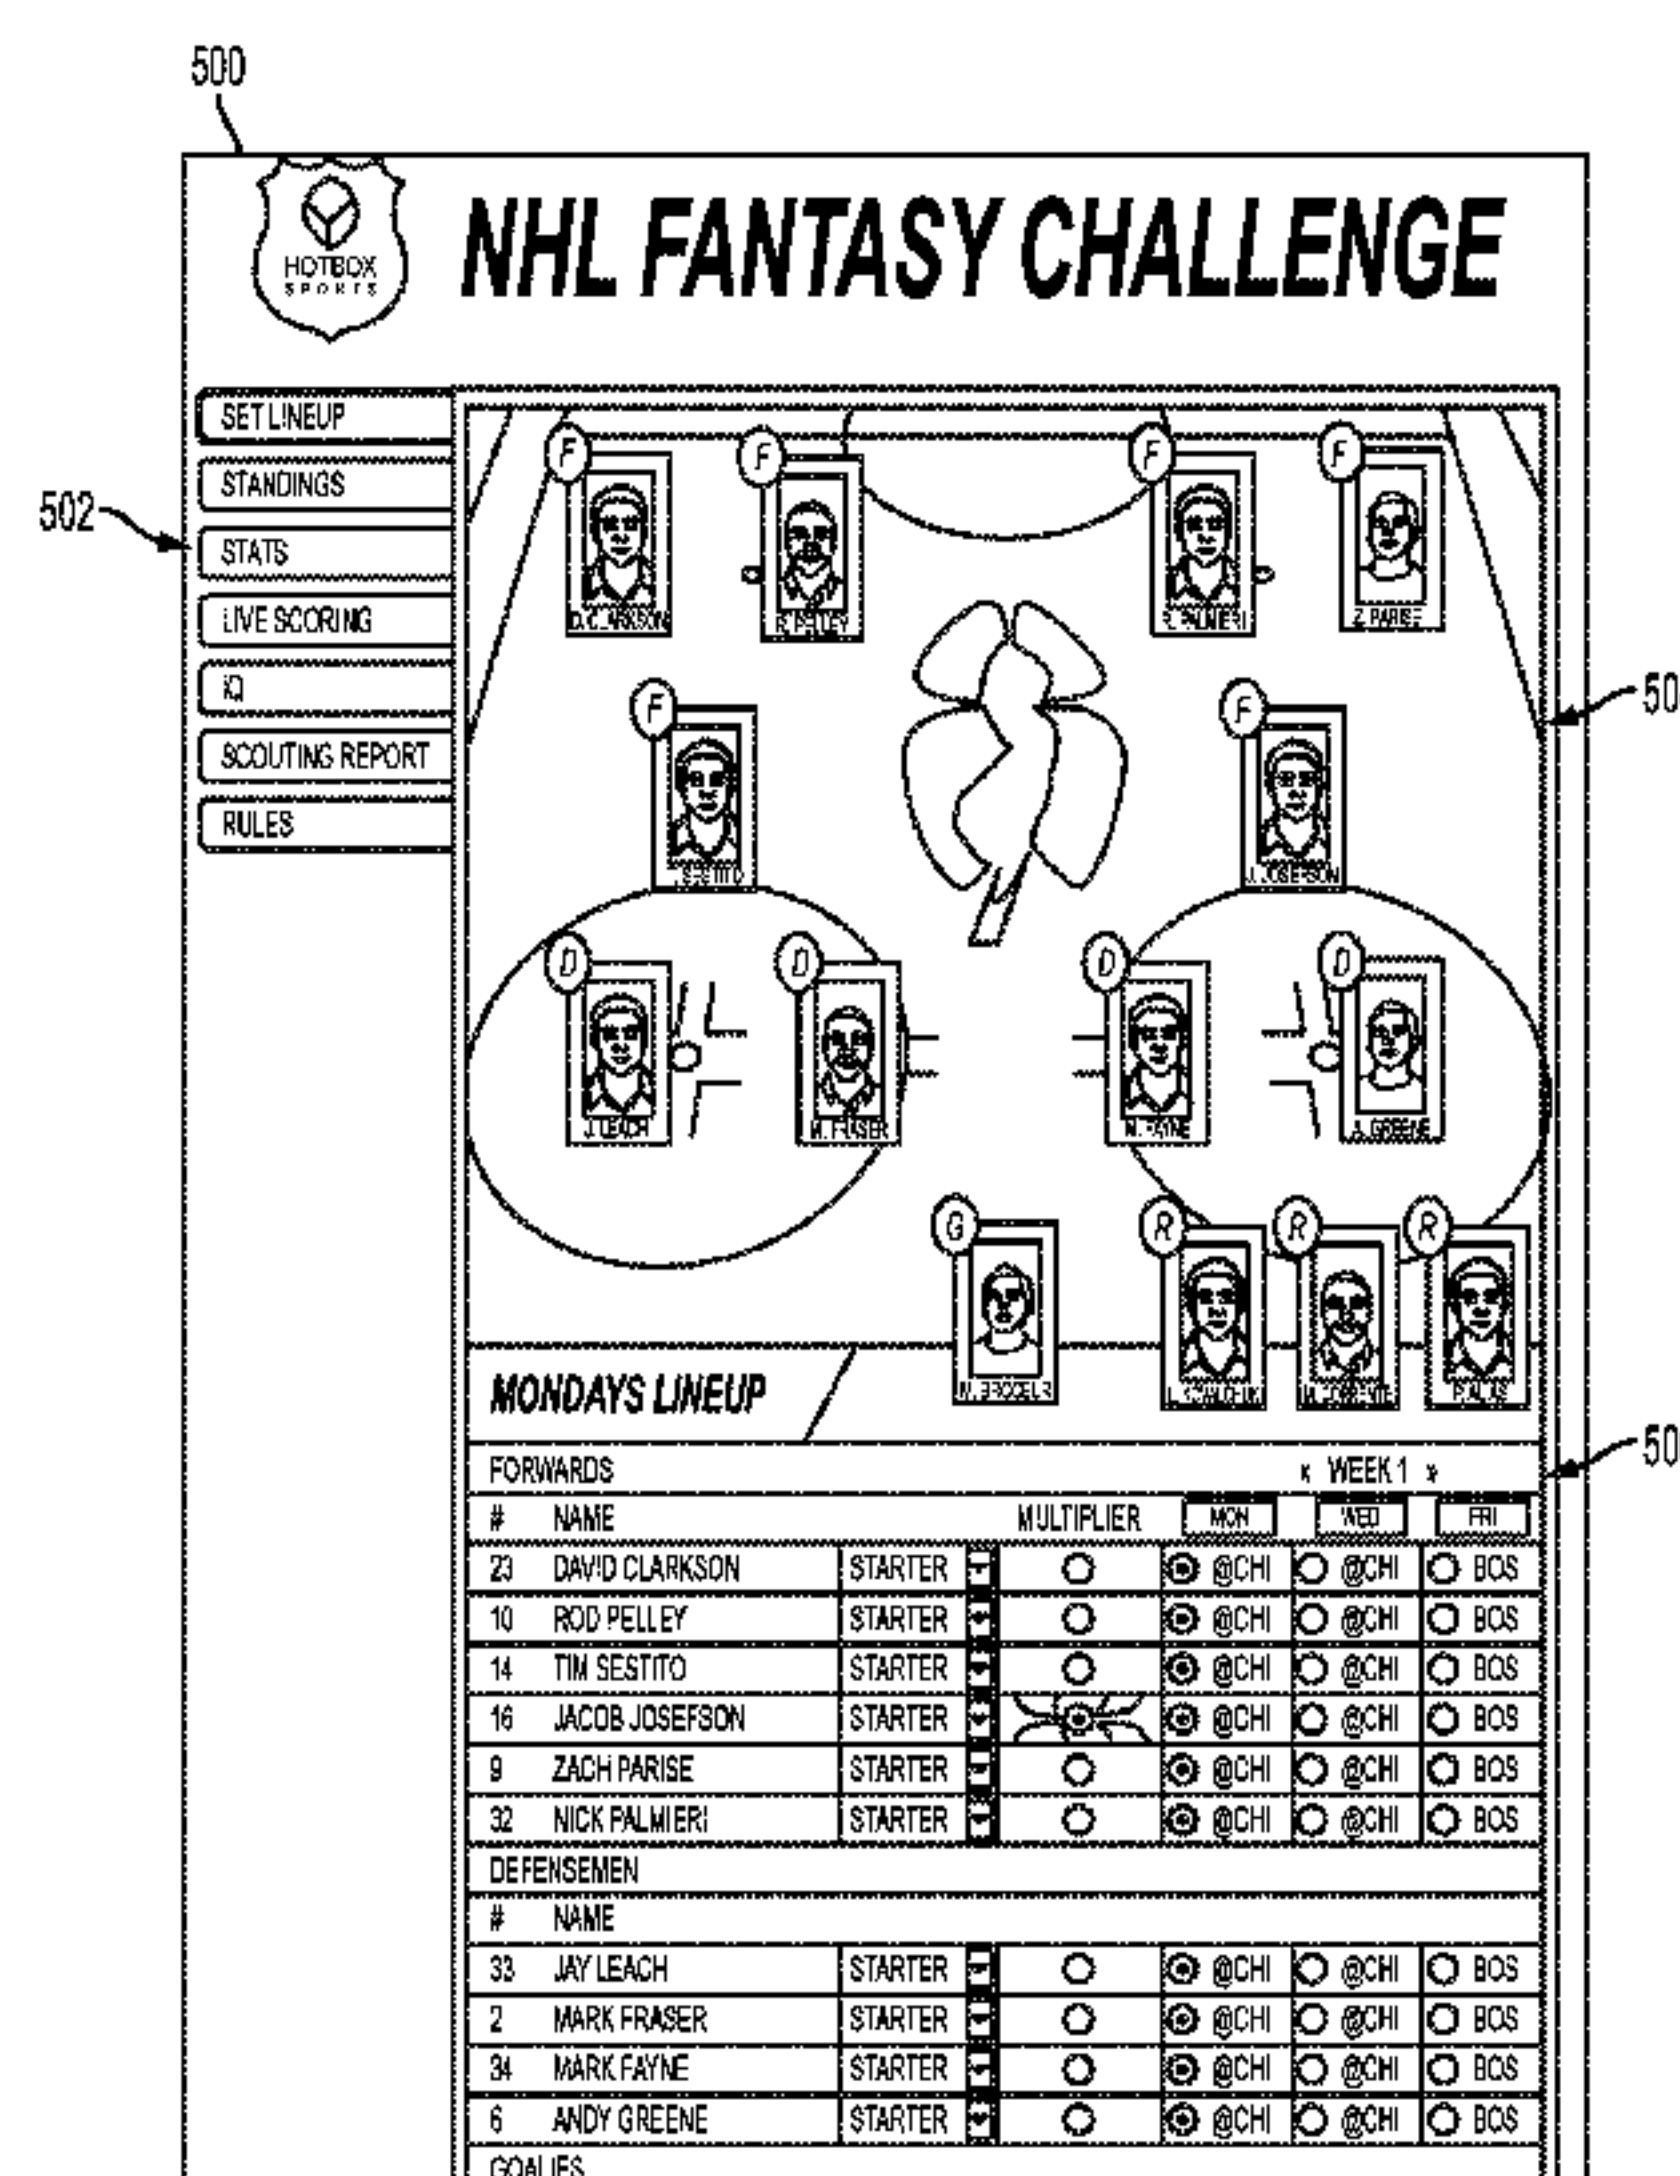 500
HOTBOX
SPORTS
NHL FANTASY CHALLENGE
SET LINEUP
STANDINGS
502
STATS
LIVE SCORING
iQ
SCOUTING REPORT
RULES
F F F F
D. CLARKSON R. PELLEY PALMIERI Z. PARISE
50
F F
SESTITO J. JOSEFSON
D D D D
J. LEACH M. FRASER M. FAYNE A. GREENE
G R R R
MONDAYS LINEUP
50
FORWARDS « WEEK 1 »
# NAME MULTIPLIER MON WED FRI
23 DAVID CLARKSON STARTER @CHI @CHI BOS
10 ROD PELLEY STARTER @CHI @CHI BOS
14 TIM SESTITO STARTER @CHI @CHI BOS
16 JACOB JOSEFSON STARTER @CHI @CHI BOS
9 ZACH PARISE STARTER @CHI @CHI BOS
32 NICK PALMIERI STARTER @CHI @CHI BOS
DEFENSEMEN
# NAME
33 JAY LEACH STARTER @CHI @CHI BOS
2 MARK FRASER STARTER @CHI @CHI BOS
34 MARK FAYNE STARTER @CHI @CHI BOS
6 ANDY GREENE STARTER @CHI @CHI BOS
GOALIES